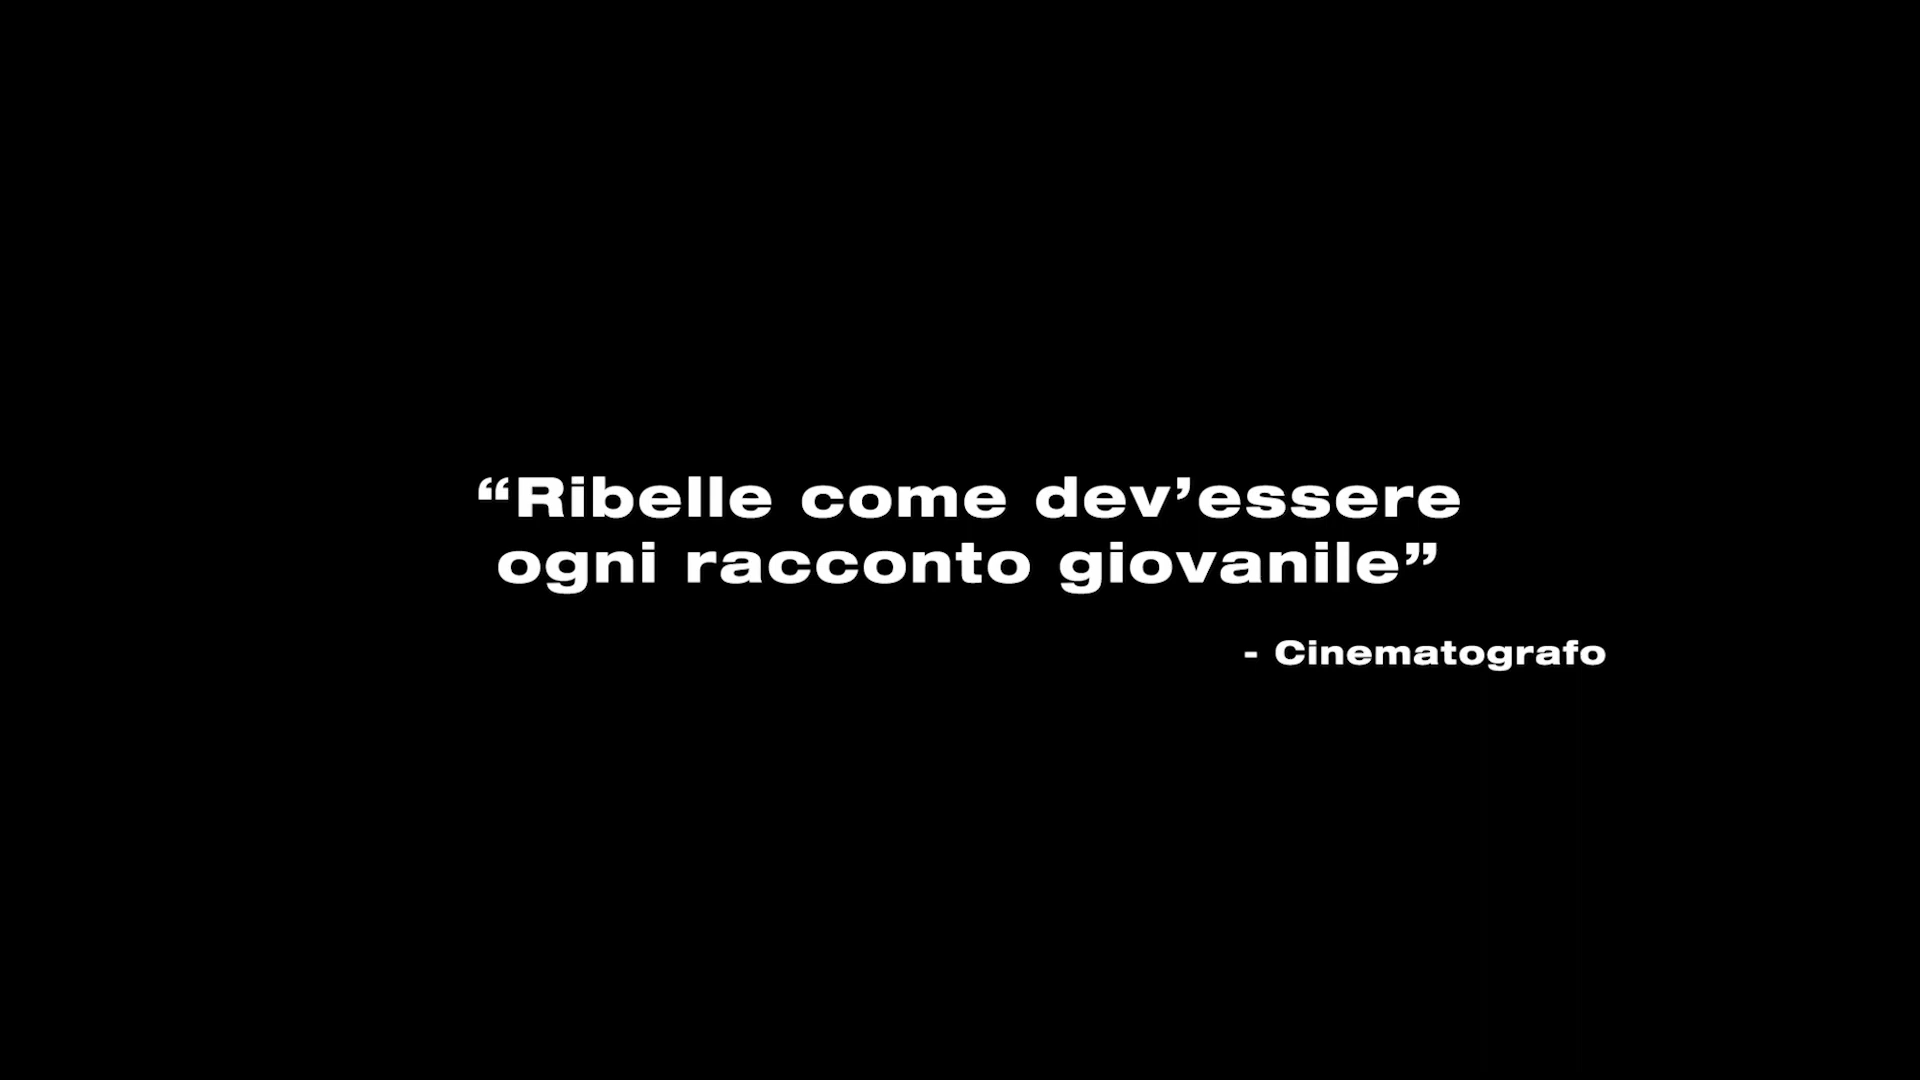 “Ribelle come dev’essere
ogni racconto giovanile”
- Cinematografo